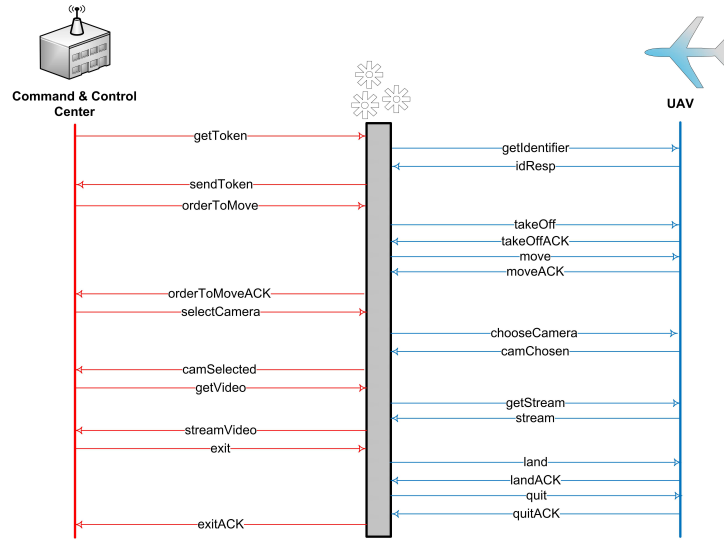 Command & Control
Center
UAV
getToken
getIdentifier
idResp
sendToken
orderToMove
takeOff
takeOffACK
move
moveACK
orderToMoveACK
selectCamera
chooseCamera
camChosen
camSelected
getVideo
getStream
stream
streamVideo
exit
land
landACK
quit
quitACK
exitACK